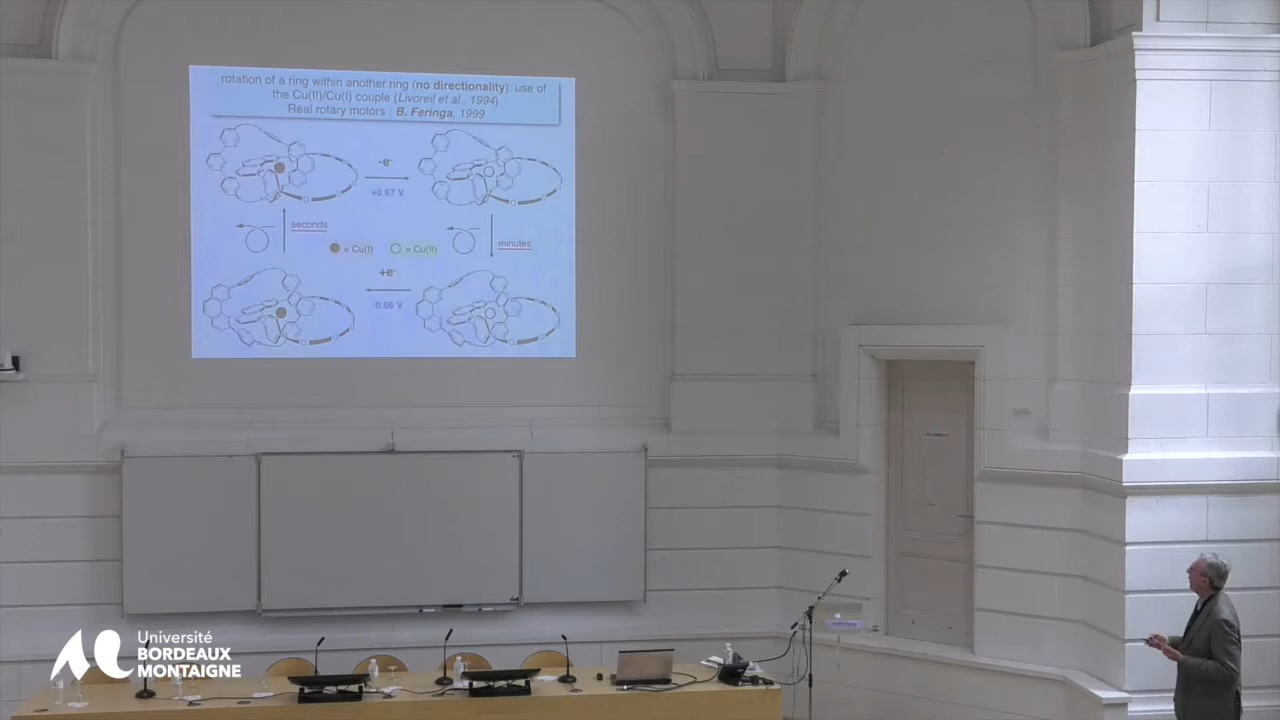 rotation of a ring within another ring (no directionality): use of
the Cu(II)/Cu(I) couple (Livoreil et al., 1994)
Real rotary motors : B. Feringa, 1999
-e-
+0.67 V
seconds
minutes
= Cu(I)
= Cu(II)
+e-
-0.06 V
Université
BORDEAUX
MONTAIGNE